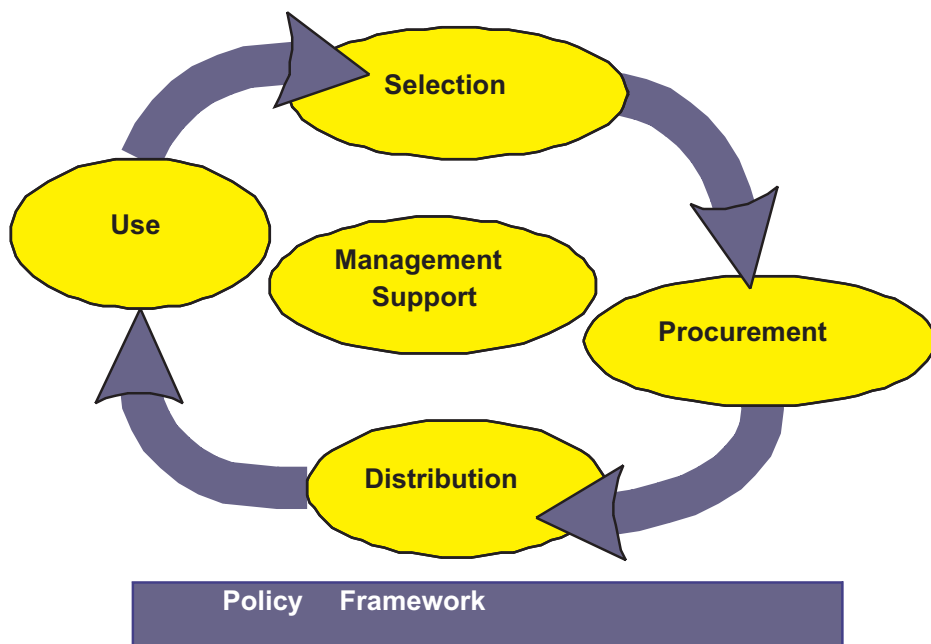 Selection
Use
Management
Support
Procurement
Distribution
Policy Framework